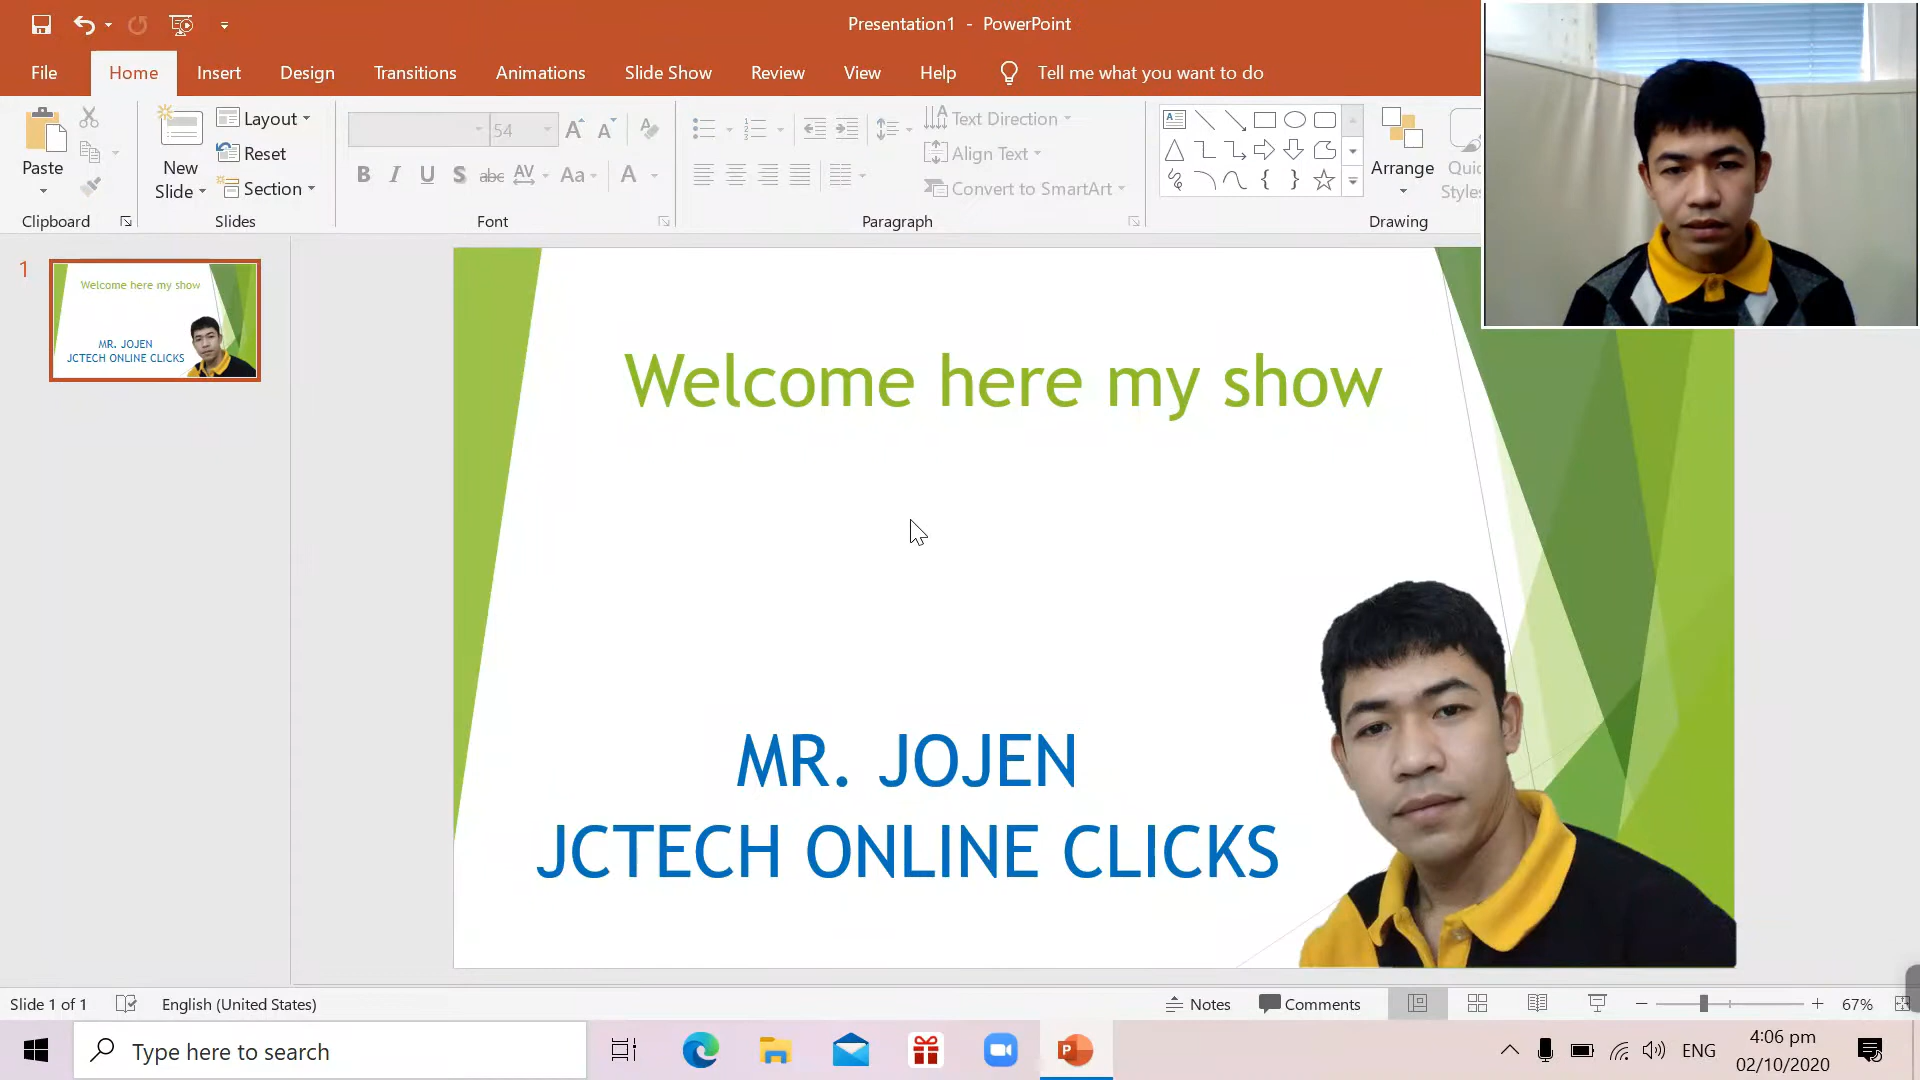 Presentation1 - PowerPoint
File Home Insert Design Transitions Animations Slide Show Review View Help Tell me what you want to do
Paste
New Slide
Layout
Reset
Section
54
B I U S abc AV Aa A
Text Direction
Align Text
Convert to SmartArt
Arrange
Clipboard Slides Font Paragraph Drawing
1
Welcome here my show
MR. JOJEN
JCTECH ONLINE CLICKS
Welcome here my show
MR. JOJEN
JCTECH ONLINE CLICKS
Slide 1 of 1 English (United States) Notes Comments 67%
Type here to search
ENG
4:06 pm
02/10/2020